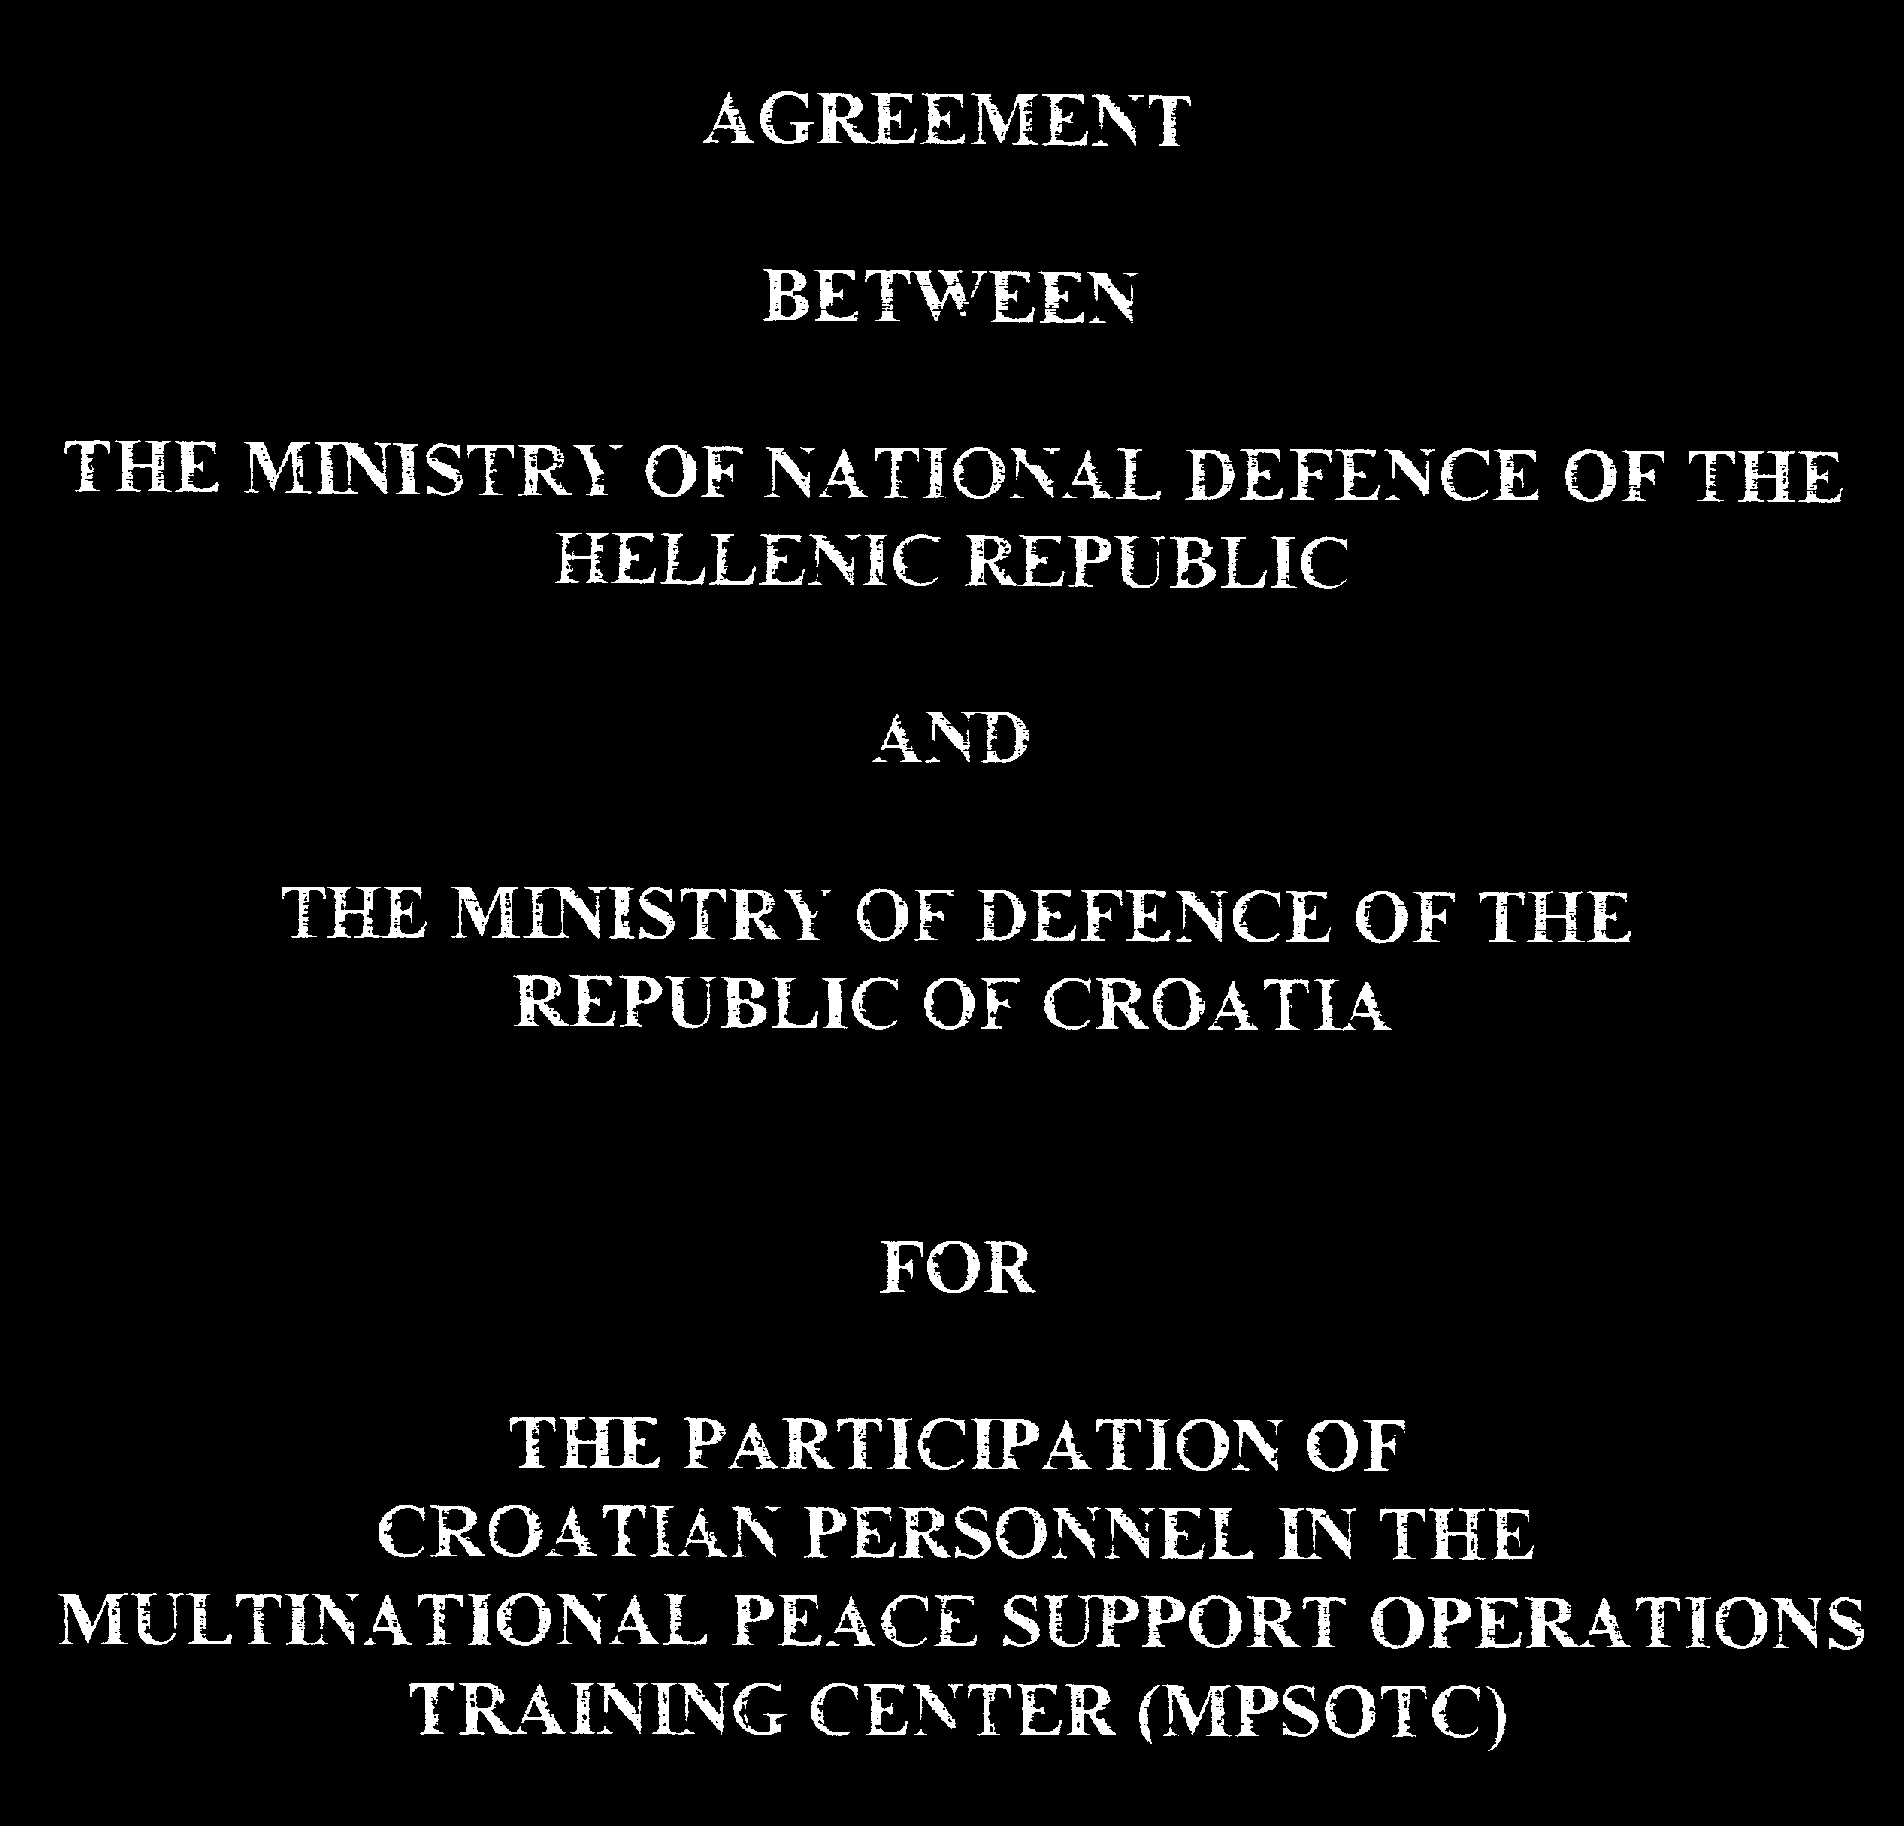 AGREEMENT
BETWEEN
THE MINISTRY OF NATIONAL DEFENCE OF THE
HELLENIC REPUBLIC
AND
THE MINISTRY OF DEFENCE OF THE
REPUBLIC OF CROATIA
FOR
THE PARTICIPATION OF
CROATIAN PERSONNEL IN THE
MULTINATIONAL PEACE SUPPORT OPERATIONS
TRAINING CENTER (MPSOTC)